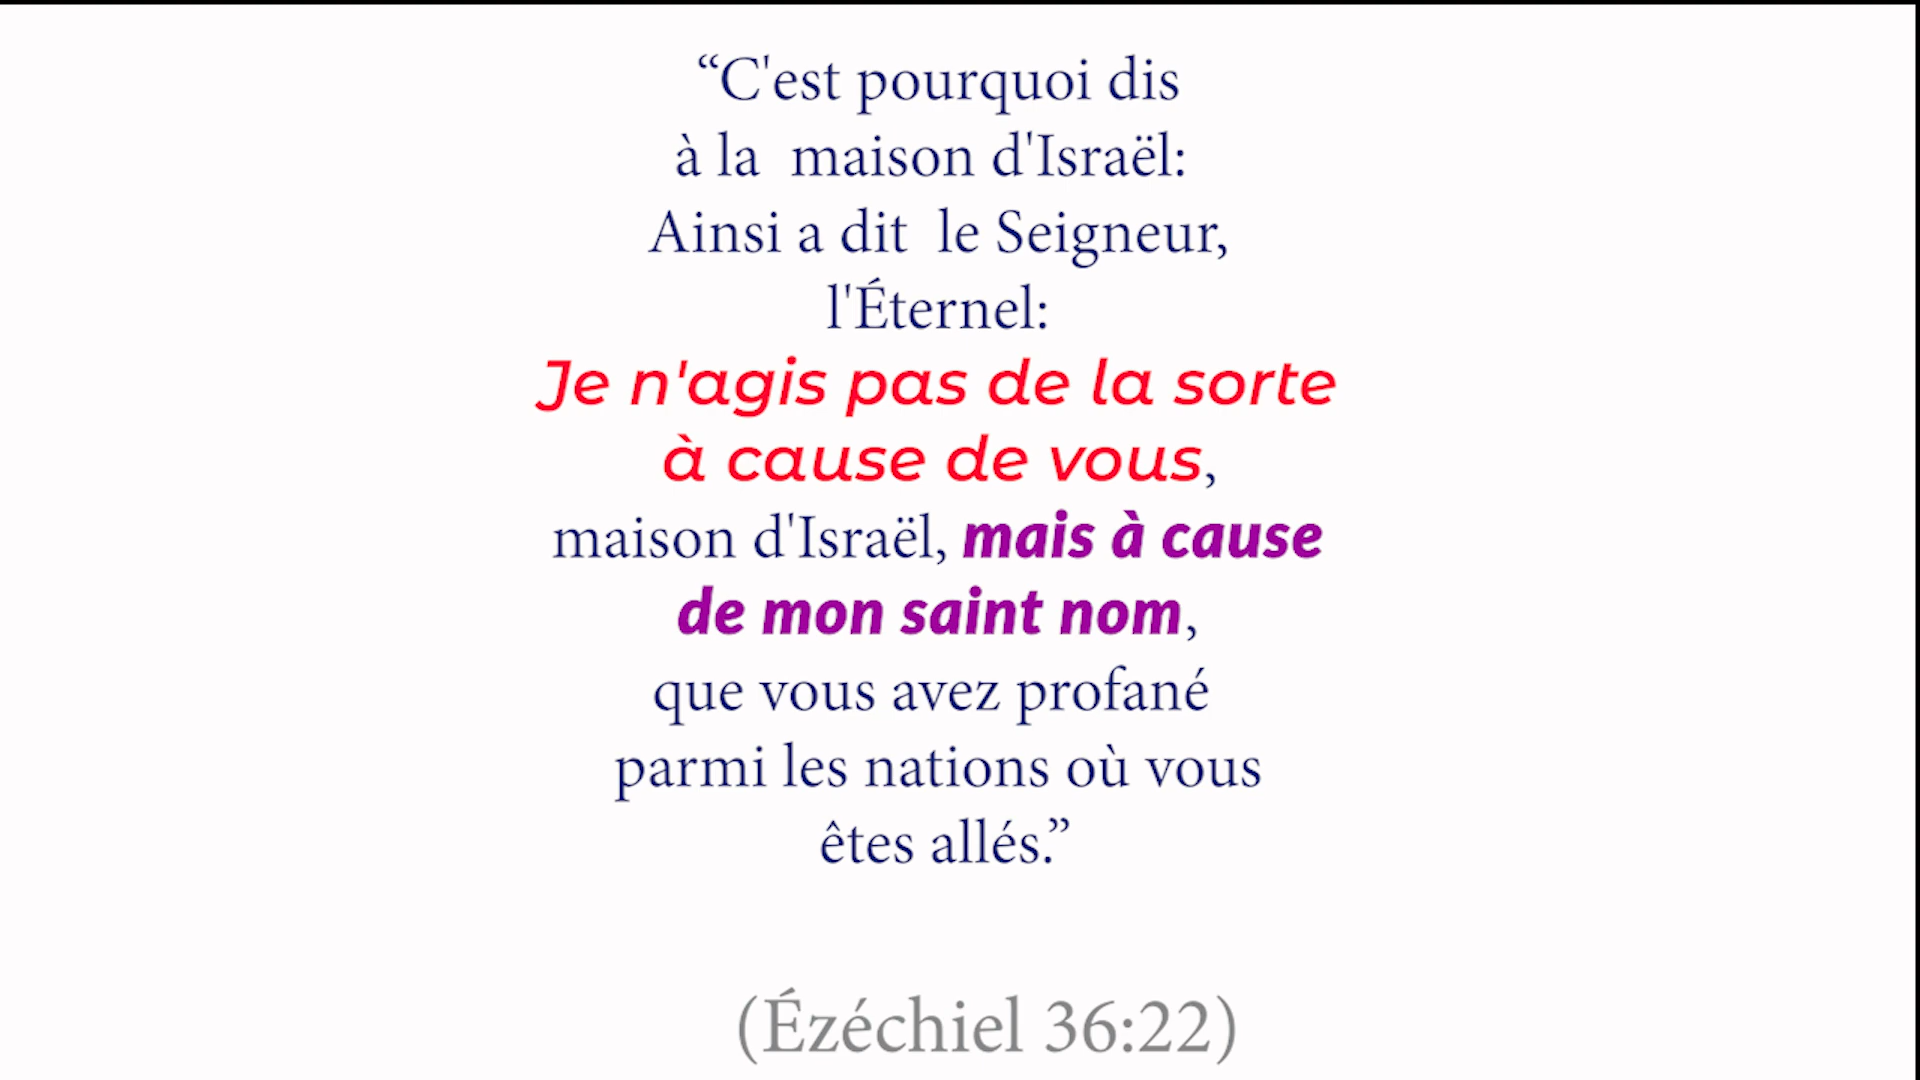 “C'est pourquoi dis
à la  maison d'Israël:
Ainsi a dit  le Seigneur,
l'Éternel:
Je n'agis pas de la sorte
à cause de vous,
maison d'Israël, mais à cause
de mon saint nom,
que vous avez profané
parmi les nations où vous
êtes allés.”
(Ézéchiel 36:22)